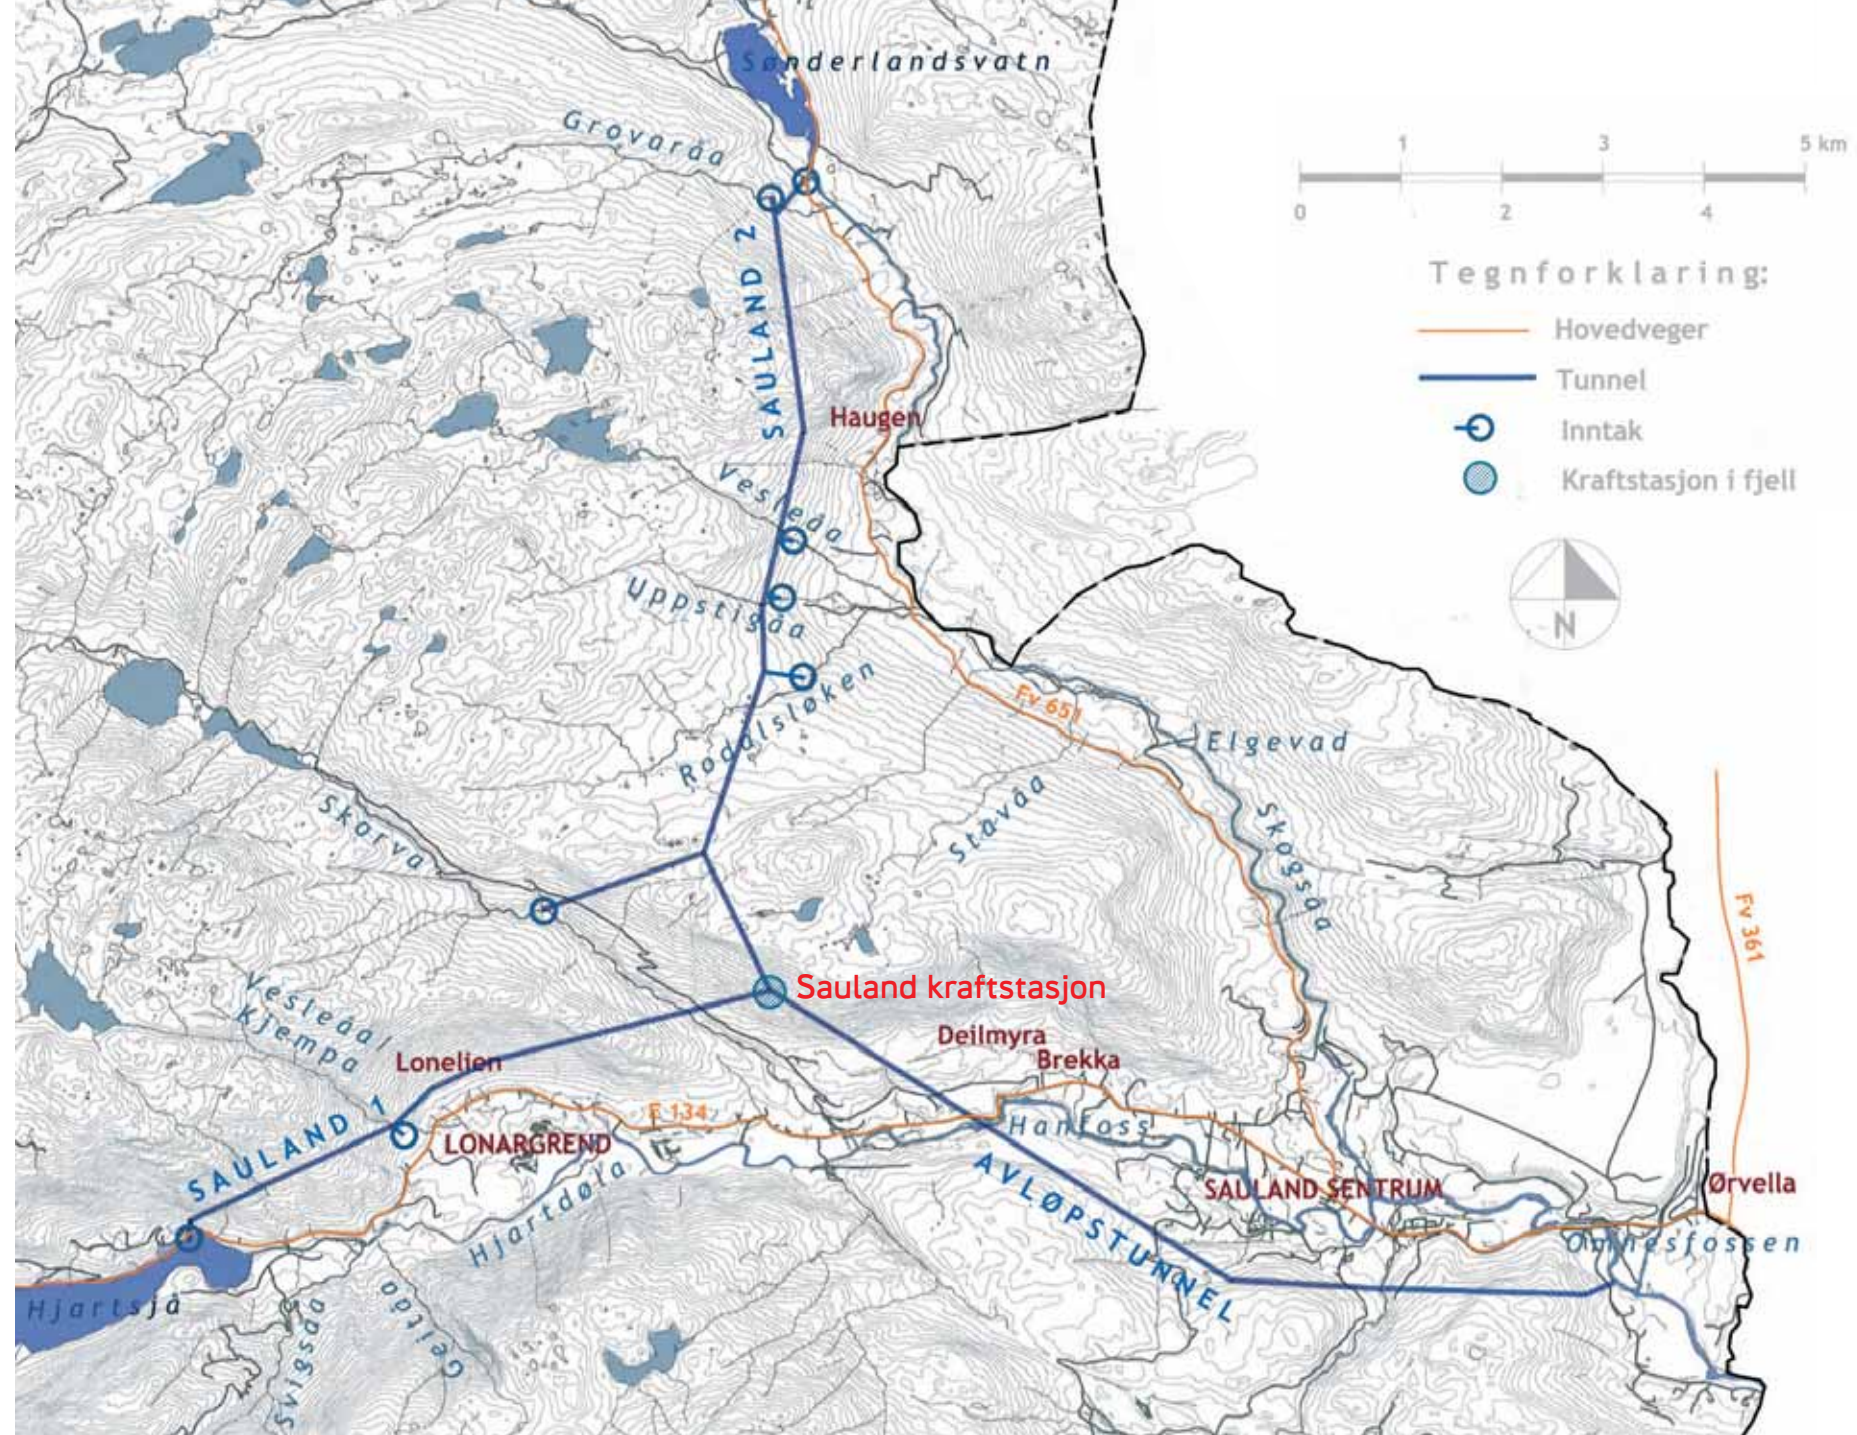 Sønderlandsvatn
Grovaråa
1 3 5 km
0 2 4
Tegnforklaring:
Hovedveger
Tunnel
Inntak
Kraftstasjon i fjell
N
SAULAND 2
Haugen
Vesleåa
Uppstigåa
Roddlsløken
Fv 651
Elgevad
Skogsåa
Stavåa
Skorva
Fv 361
Sauland kraftstasjon
Vesleåa/
Kjempa
Lonelien
Deilmyra
Brekka
SAULAND 1
E 134
LONARGREND
Hanfoss
Hjartdøla
AVLØPSTUNNEL
SAULAND SENTRUM
Ørvella
Omnesfossen
Hjartsjå
Svigsåa
Geitåa